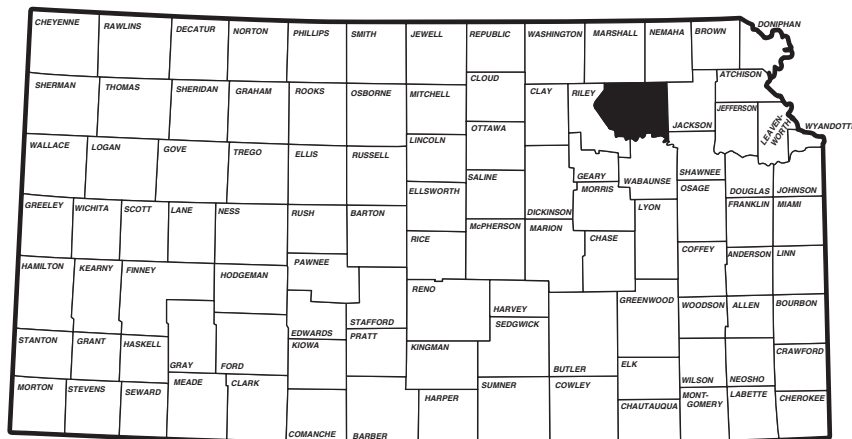 CHEYENNE
RAWLINS
DECATUR
NORTON
PHILLIPS
SMITH
JEWELL
REPUBLIC
WASHINGTON
MARSHALL
NEMAHA
BROWN
DONIPHAN
SHERMAN
THOMAS
SHERIDAN
GRAHAM
ROOKS
OSBORNE
MITCHELL
CLOUD
CLAY
RILEY
JACKSON
ATCHISON
JEFFERSON
LEAVEN-
WORTH
WYANDOTTE
WALLACE
LOGAN
GOVE
TREGO
ELLIS
RUSSELL
LINCOLN
OTTAWA
SALINE
ELLSWORTH
DICKINSON
GEARY
MORRIS
WABAUNSE
SHAWNEE
OSAGE
DOUGLAS
JOHNSON
GREELEY
WICHITA
SCOTT
LANE
NESS
RUSH
BARTON
RICE
McPHERSON
MARION
CHASE
LYON
FRANKLIN
MIAMI
HAMILTON
KEARNY
FINNEY
HODGEMAN
PAWNEE
RENO
HARVEY
SEDGWICK
GREENWOOD
COFFEY
ANDERSON
LINN
EDWARDS
STAFFORD
PRATT
KIOWA
KINGMAN
BUTLER
ELK
WOODSON
ALLEN
BOURBON
STANTON
GRANT
HASKELL
GRAY
FORD
WILSON
NEOSHO
CRAWFORD
MORTON
STEVENS
SEWARD
MEADE
CLARK
COMANCHE
BARBER
HARPER
SUMNER
COWLEY
CHAUTAUQUA
MONT-
GOMERY
LABETTE
CHEROKEE